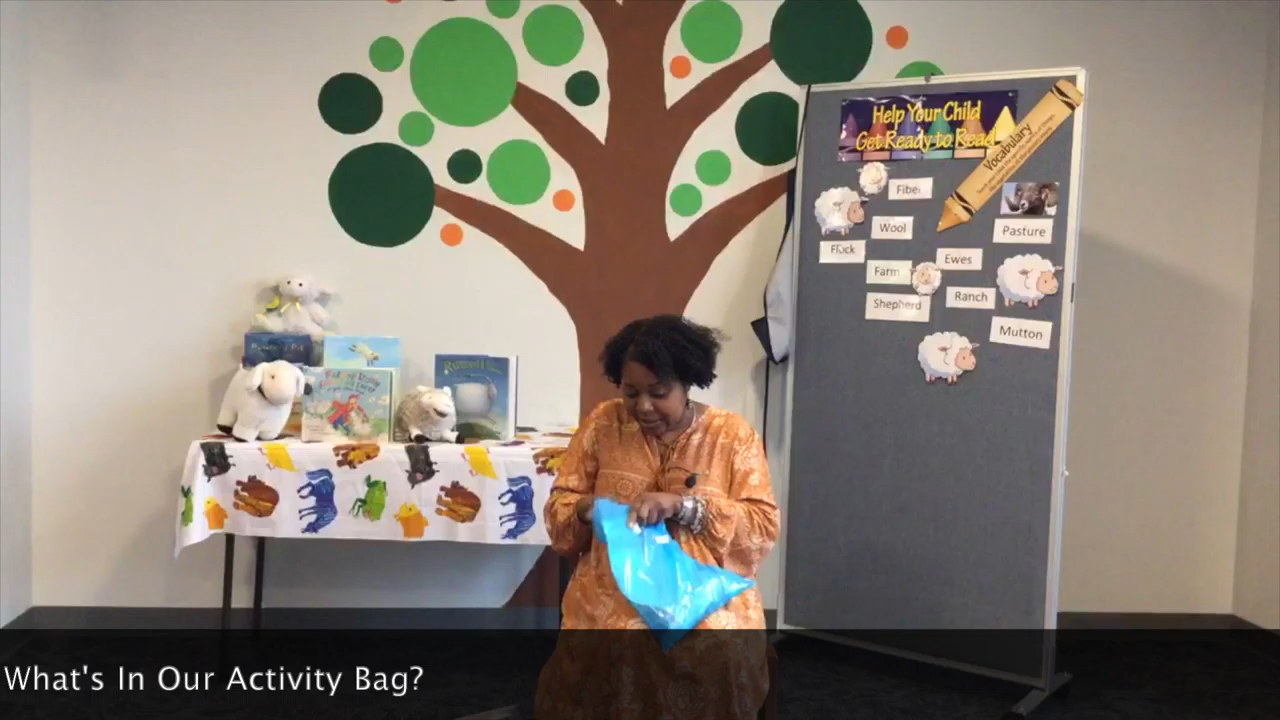 Help Your Child
Get Ready to Read
Vocabulary
Fiber
Wool
Flock
Pasture
Ewes
Farm
Ranch
Shepherd
Mutton
Russell
What's In Our Activity Bag?